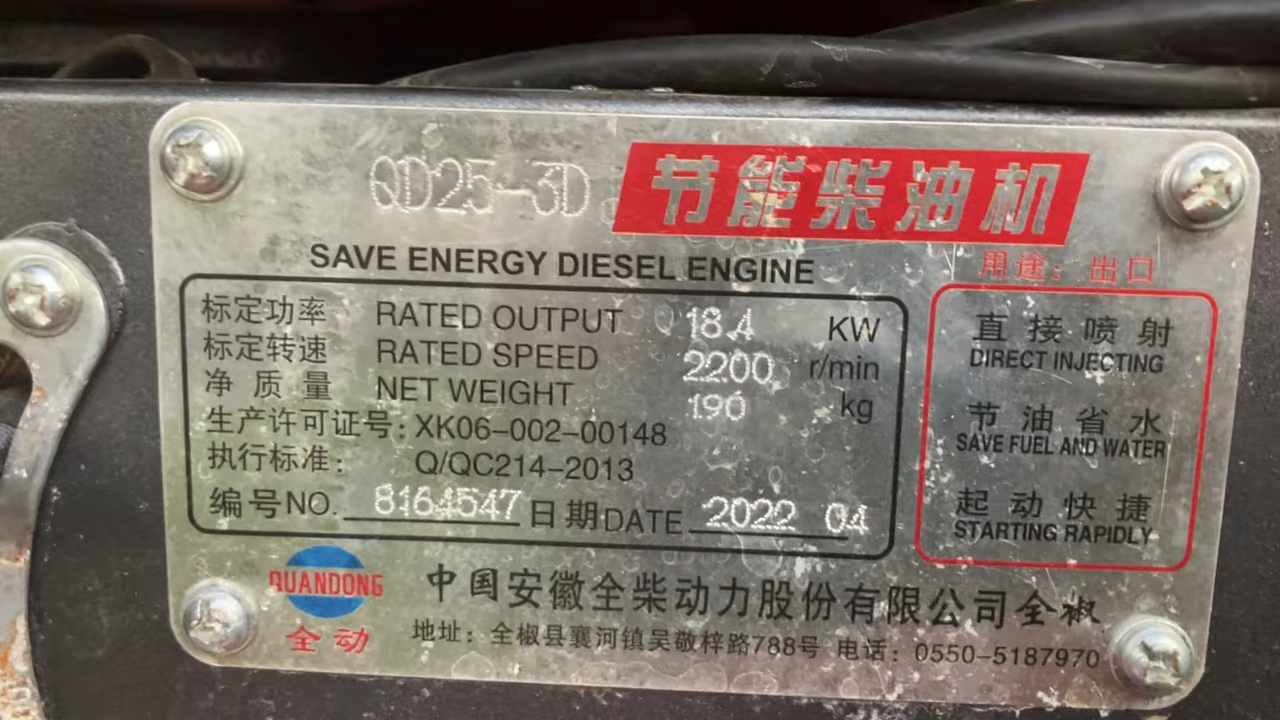 QD25-3D 节能柴油机
SAVE ENERGY DIESEL ENGINE
用途：出口
标定功率 RATED OUTPUT 18.4 KW
标定转速 RATED SPEED 2200 r/min
净质量 NET WEIGHT 190 kg
生产许可证号：XK06-002-00148
执行标准： Q/QC214-2013
编号NO. 8164547 日期DATE 2022 04
直接喷射
DIRECT INJECTING
节油省水
SAVE FUEL AND WATER
起动快捷
STARTING RAPIDLY
QUANDONG
全动
中国安徽全柴动力股份有限公司全椒
地址：全椒县襄河镇吴敬梓路788号 电话：0550-5187970